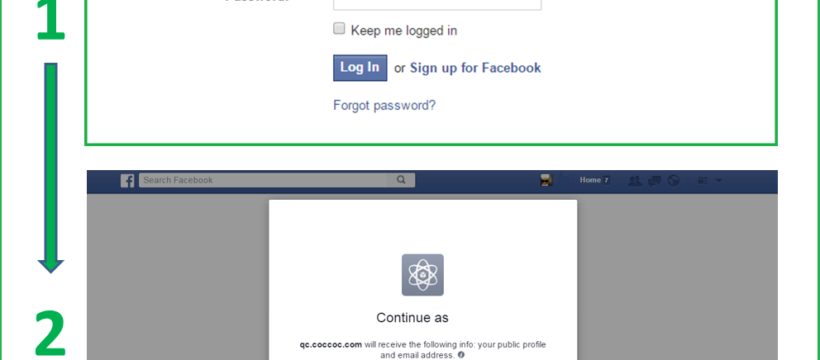 1
Keep me logged in
Log In or Sign up for Facebook
Forgot password?
f Search Facebook Home 7
Continue as
qc.coccoc.com will receive the following info: your public profile
and email address.
2